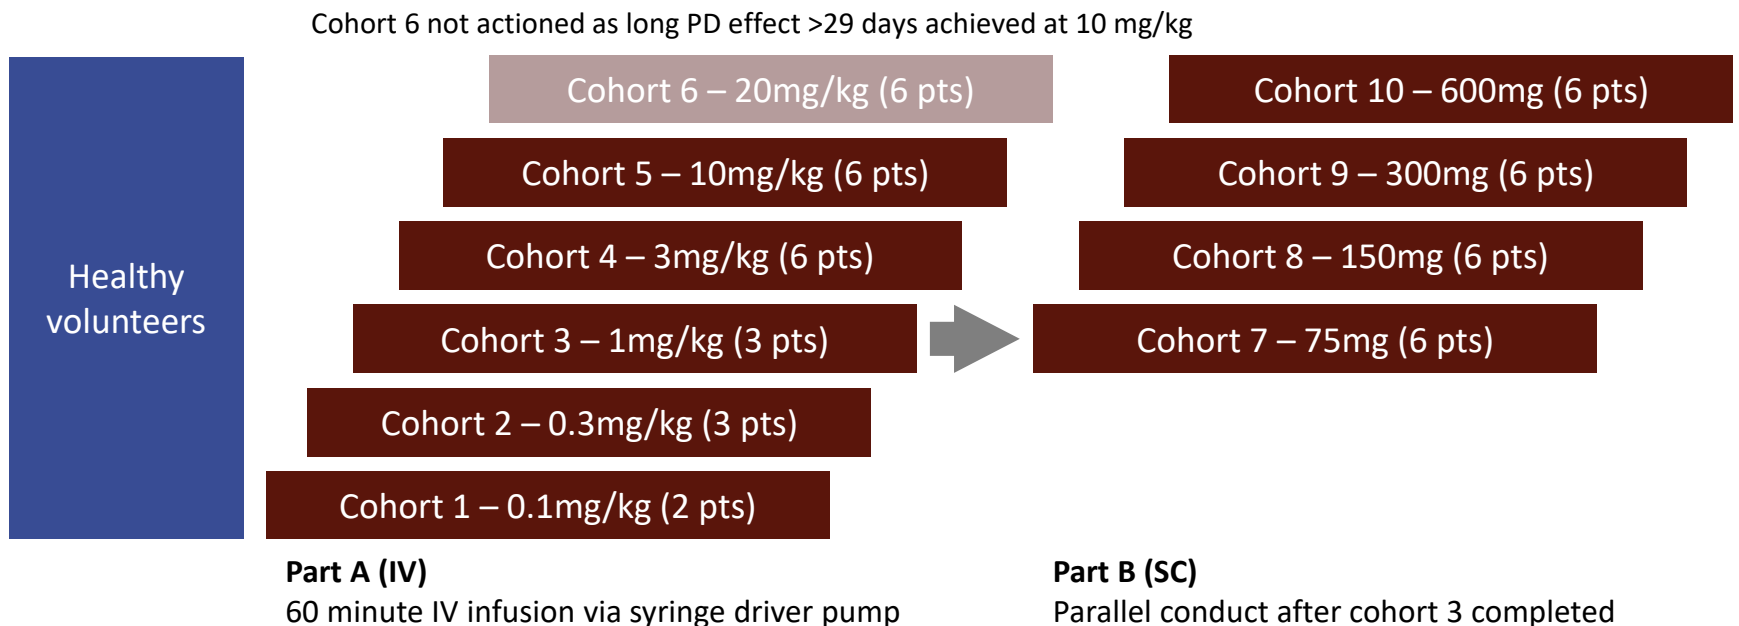 Cohort 6 not actioned as long PD effect >29 days achieved at 10 mg/kg
Healthy
volunteers
Cohort 6 – 20mg/kg (6 pts)
Cohort 5 – 10mg/kg (6 pts)
Cohort 4 – 3mg/kg (6 pts)
Cohort 3 – 1mg/kg (3 pts)
Cohort 2 – 0.3mg/kg (3 pts)
Cohort 1 – 0.1mg/kg (2 pts)
Part A (IV)
60 minute IV infusion via syringe driver pump
Cohort 10 – 600mg (6 pts)
Cohort 9 – 300mg (6 pts)
Cohort 8 – 150mg (6 pts)
Cohort 7 – 75mg (6 pts)
Part B (SC)
Parallel conduct after cohort 3 completed